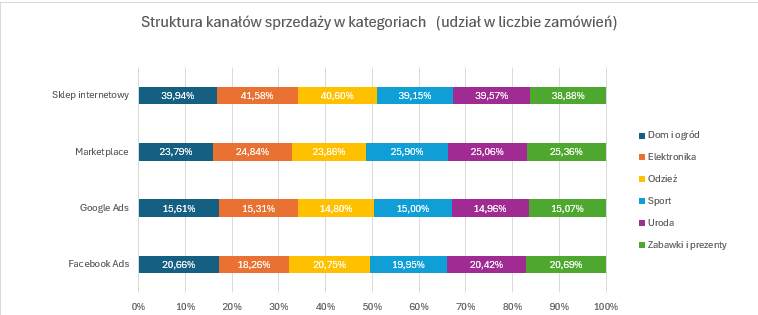 Struktura kanałów sprzedaży w kategoriach (udział w liczbie zamówień)
Sklep internetowy 39,94% 41,58% 40,60% 39,15% 39,57% 38,88%
Marketplace 23,79% 24,84% 23,86% 25,90% 25,06% 25,36%
Google Ads 15,61% 15,31% 14,80% 15,00% 14,96% 15,07%
Facebook Ads 20,66% 18,26% 20,75% 19,95% 20,42% 20,69%
0% 10% 20% 30% 40% 50% 60% 70% 80% 90% 100%
Dom i ogród
Elektronika
Odzież
Sport
Uroda
Zabawki i prezenty